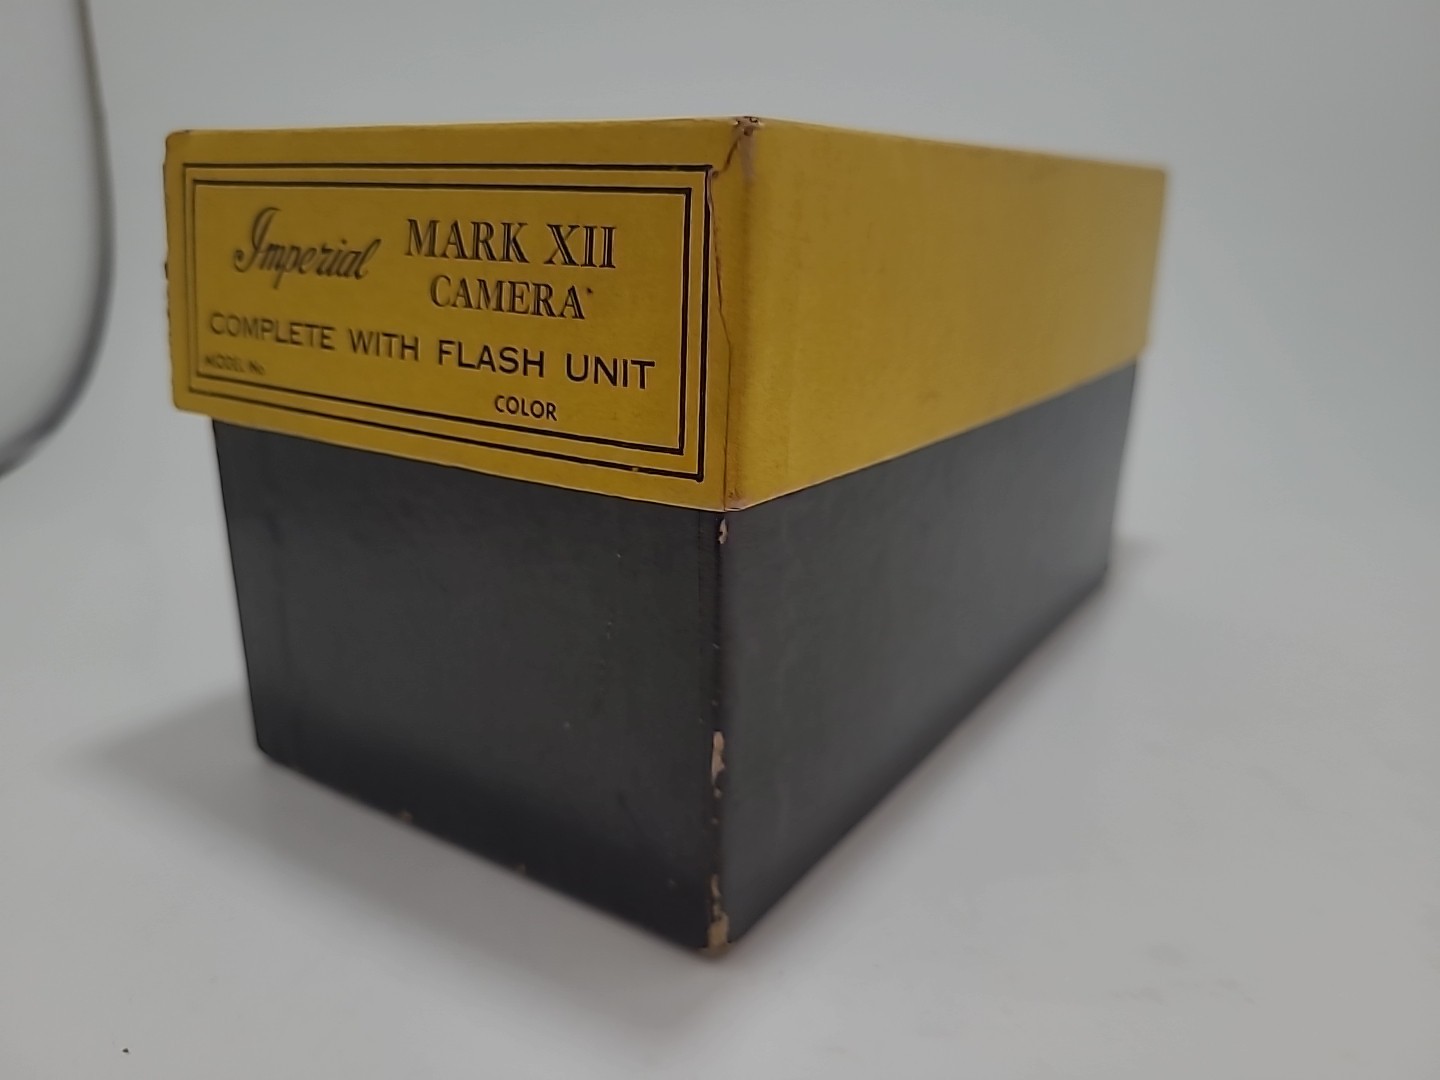 Imperial MARK XII
CAMERA
COMPLETE WITH FLASH UNIT
MODEL No.
COLOR